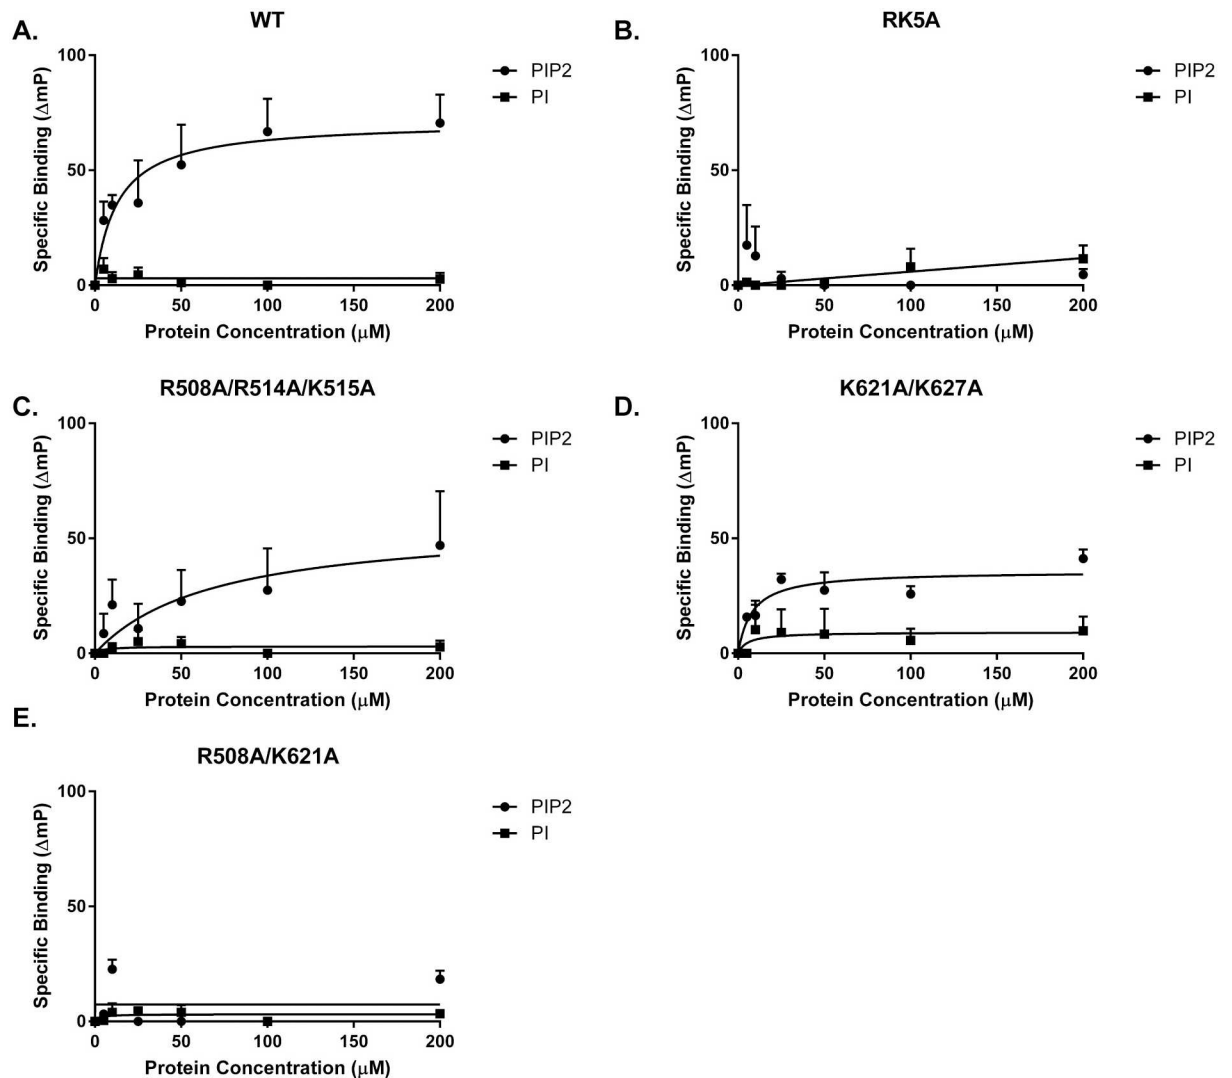 A.
WT
Specific Binding (ΔmP)
100
50
0
0 50 100 150 200
Protein Concentration (μM)
PIP2
PI
B.
RK5A
Specific Binding (ΔmP)
100
50
0
0 50 100 150 200
Protein Concentration (μM)
PIP2
PI
C.
R508A/R514A/K515A
Specific Binding (ΔmP)
100
50
0
0 50 100 150 200
Protein Concentration (μM)
PIP2
PI
D.
K621A/K627A
Specific Binding (ΔmP)
100
50
0
0 50 100 150 200
Protein Concentration (μM)
PIP2
PI
E.
R508A/K621A
Specific Binding (ΔmP)
100
50
0
0 50 100 150 200
Protein Concentration (μM)
PIP2
PI